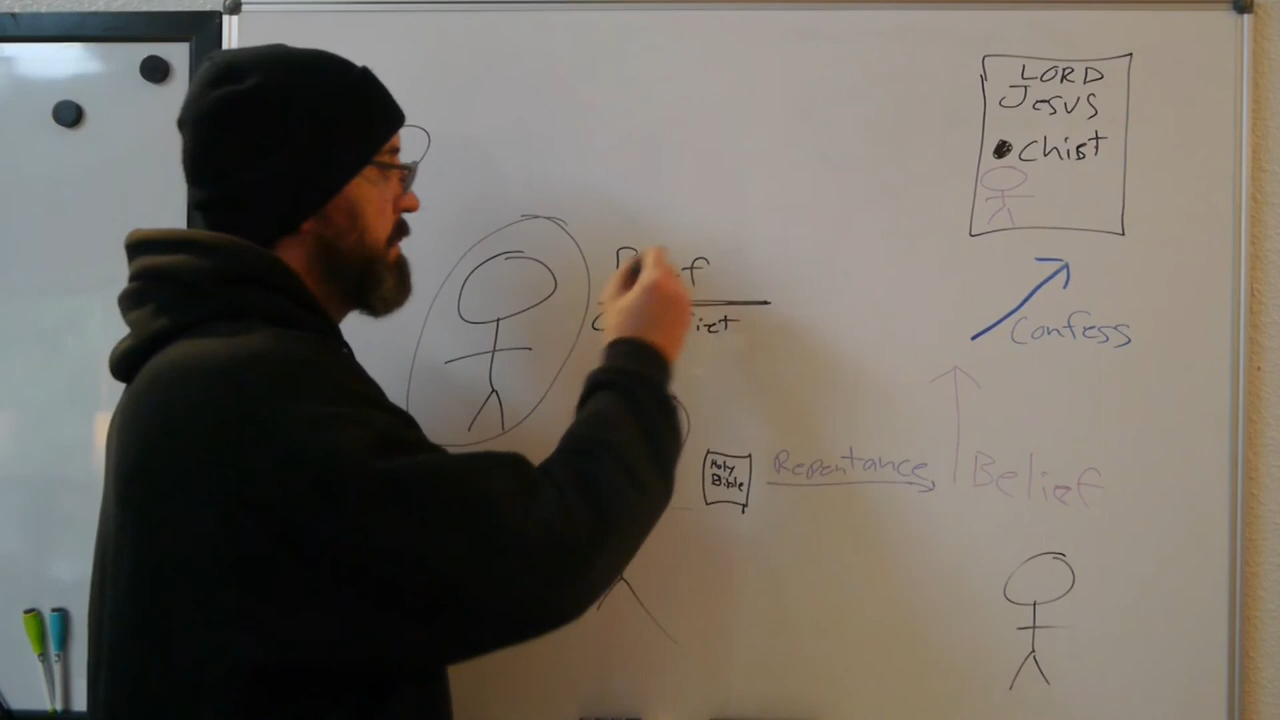 LORD
Jesus
Chist
Confess
Holy
Bible
Repentance
Belief